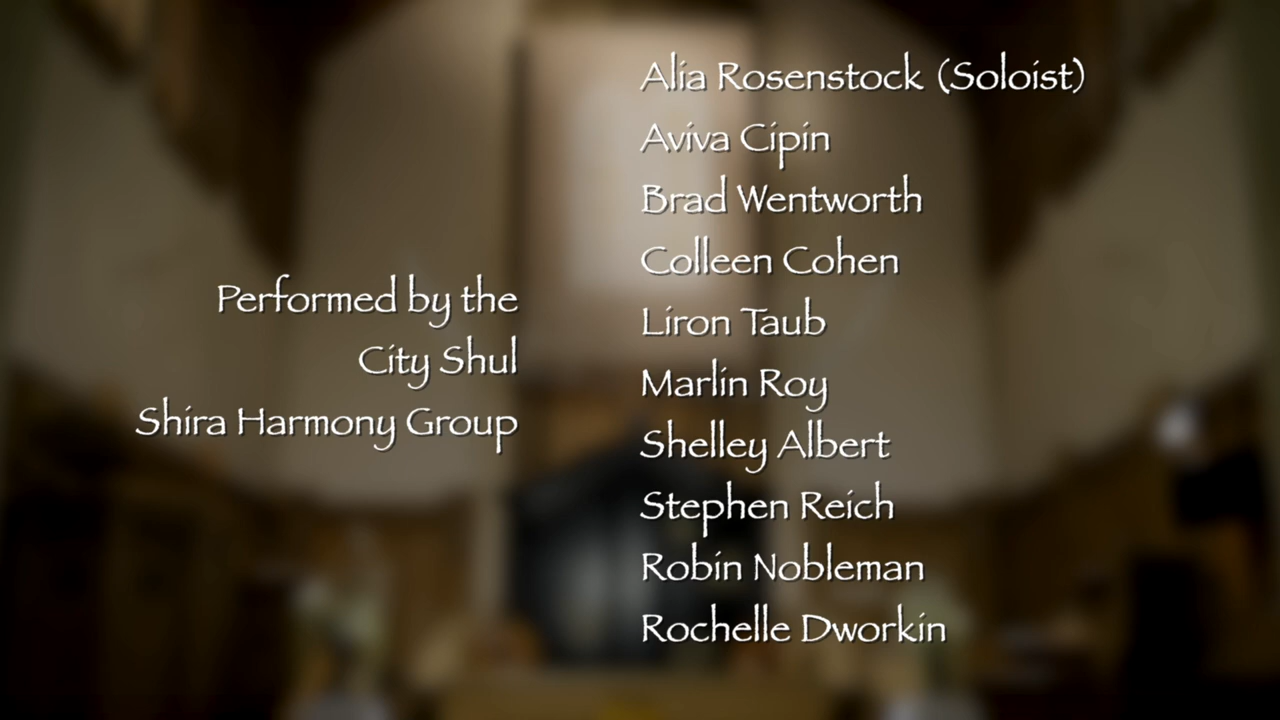 Performed by the
City Shul
Shira Harmony Group
Alia Rosenstock (Soloist)
Aviva Cipin
Brad Wentworth
Colleen Cohen
Liron Taub
Marlin Roy
Shelley Albert
Stephen Reich
Robin Nobleman
Rochelle Dworkin